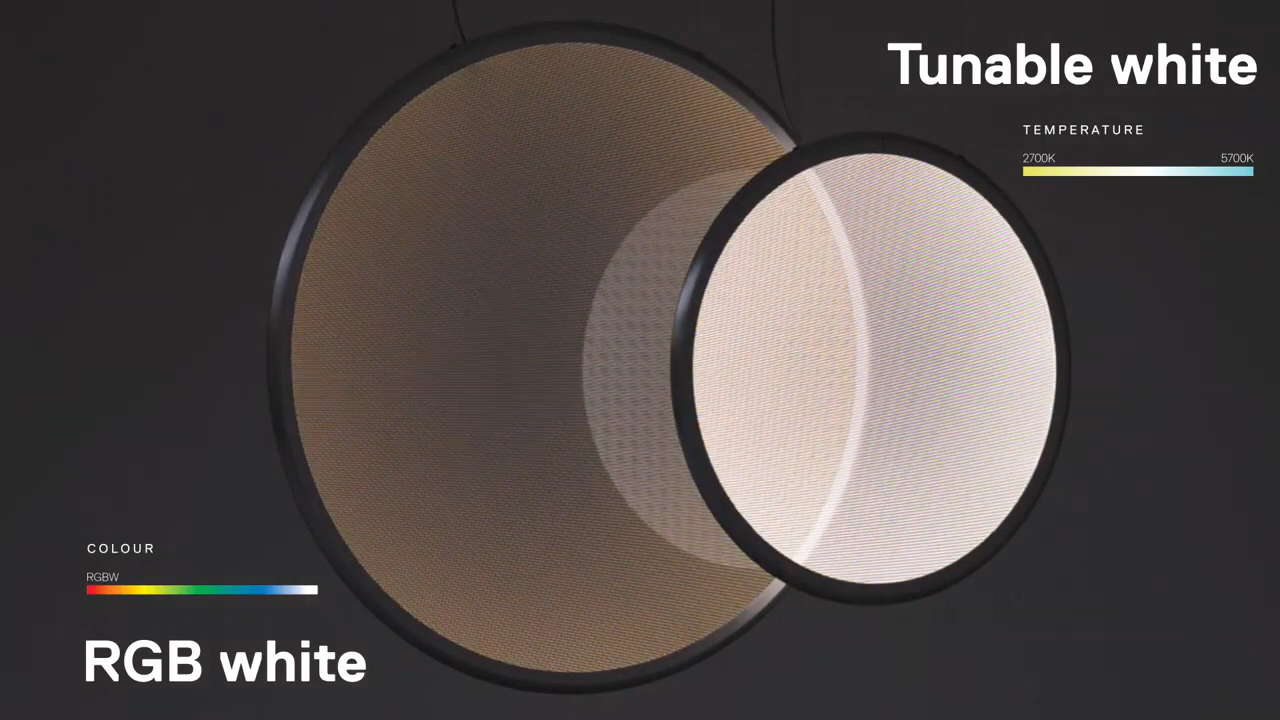 Tunable white
TEMPERATURE
2700K 5700K
COLOUR
RGBW
RGB white